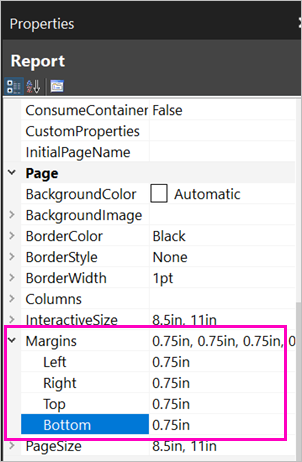 Properties
Report
ConsumeContainer False
CustomProperties
InitialPageName
Page
BackgroundColor Automatic
BackgroundImage
BorderColor Black
BorderStyle None
BorderWidth 1pt
Columns
InteractiveSize 8.5in, 11in
Margins 0.75in, 0.75in, 0.75in, 0
Left 0.75in
Right 0.75in
Top 0.75in
Bottom 0.75in
PageSize 8.5in, 11in